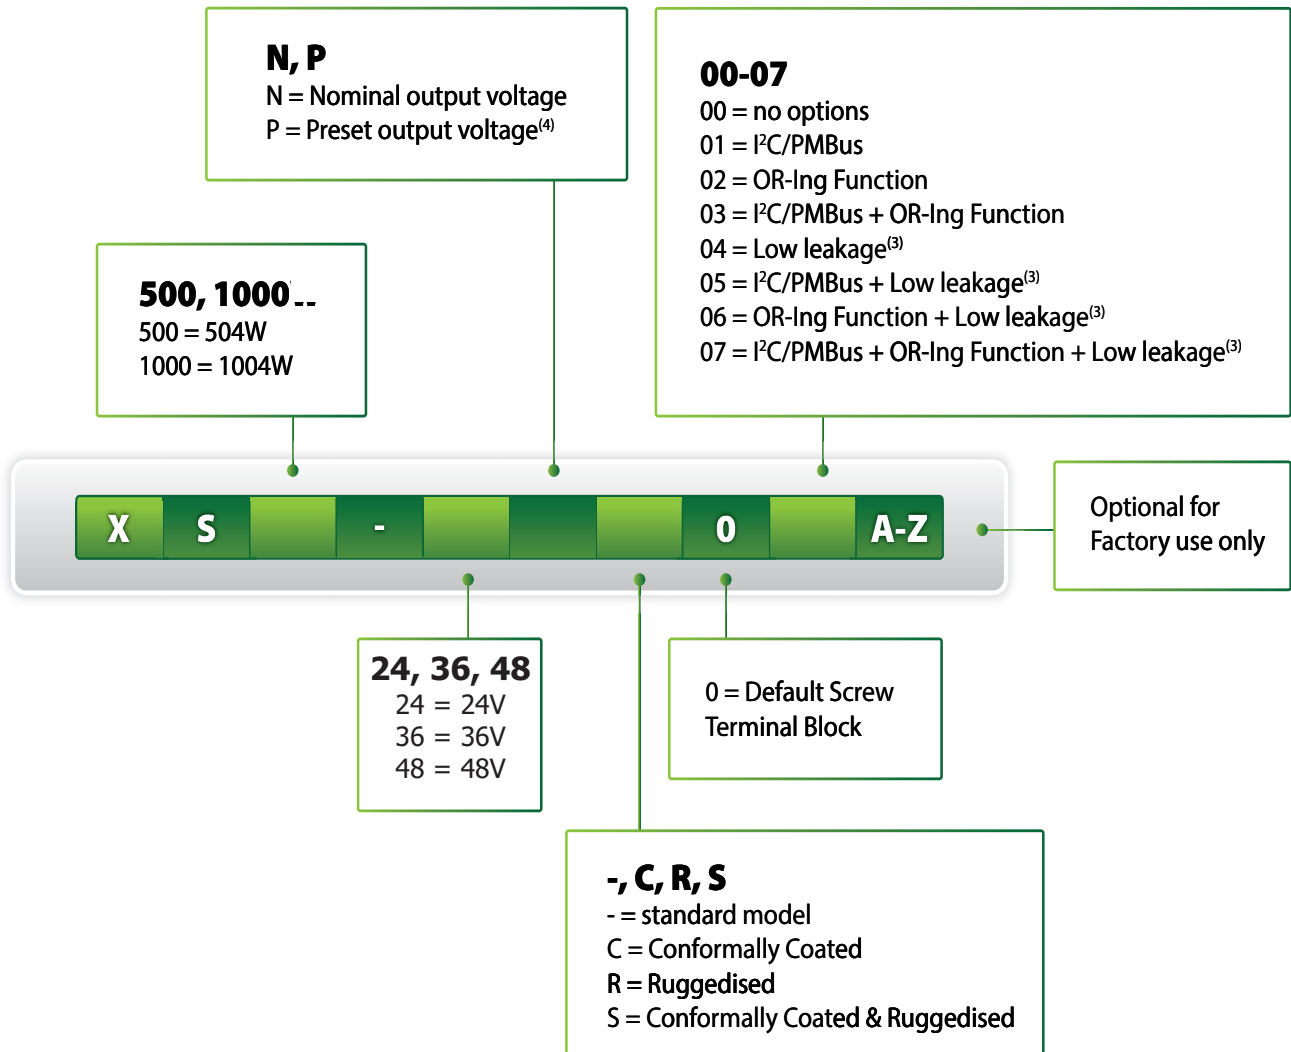 N, P
N = Nominal output voltage
P = Preset output voltage(4)
00-07
00 = no options
01 = I²C/PMBus
02 = OR-Ing Function
03 = I²C/PMBus + OR-Ing Function
04 = Low leakage(3)
05 = I²C/PMBus + Low leakage(3)
06 = OR-Ing Function + Low leakage(3)
07 = I²C/PMBus + OR-Ing Function + Low leakage(3)
500, 1000
500 = 504W
1000 = 1004W
X S - 0 A-Z
Optional for
Factory use only
24, 36, 48
24 = 24V
36 = 36V
48 = 48V
0 = Default Screw
Terminal Block
-, C, R, S
- = standard model
C = Conformally Coated
R = Ruggedised
S = Conformally Coated & Ruggedised